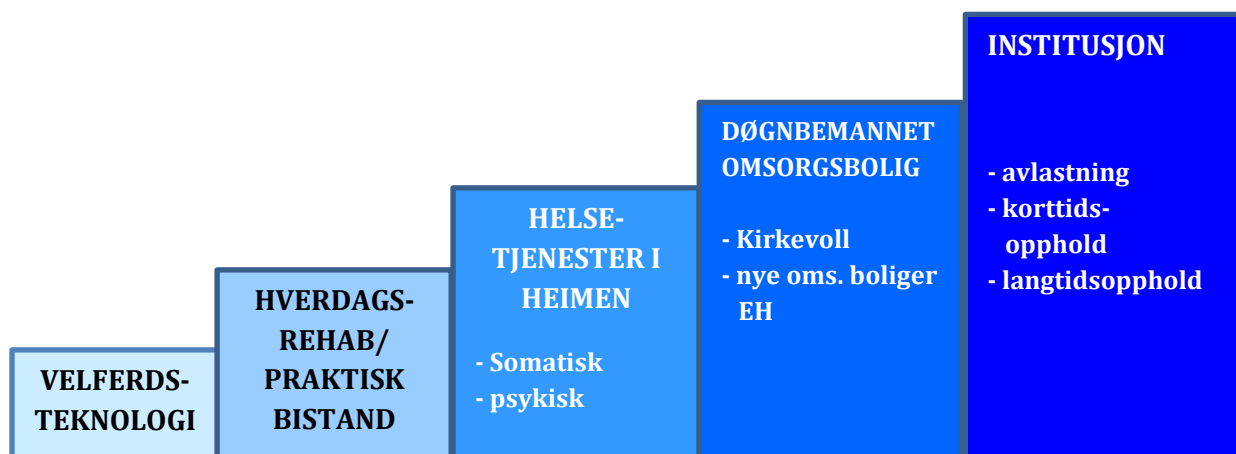 VELFERDS-
TEKNOLOGI
HVERDAGS-
REHAB/
PRAKTISK
BISTAND
HELSE-
TJENESTER I
HEIMEN
- Somatisk
- psykisk
DØGNBEMANNET
OMSORGSBOLIG
- Kirkevoll
- nye oms. boliger
EH
INSTITUSJON
- avlastning
- korttids-
opphold
- langtidsopphold